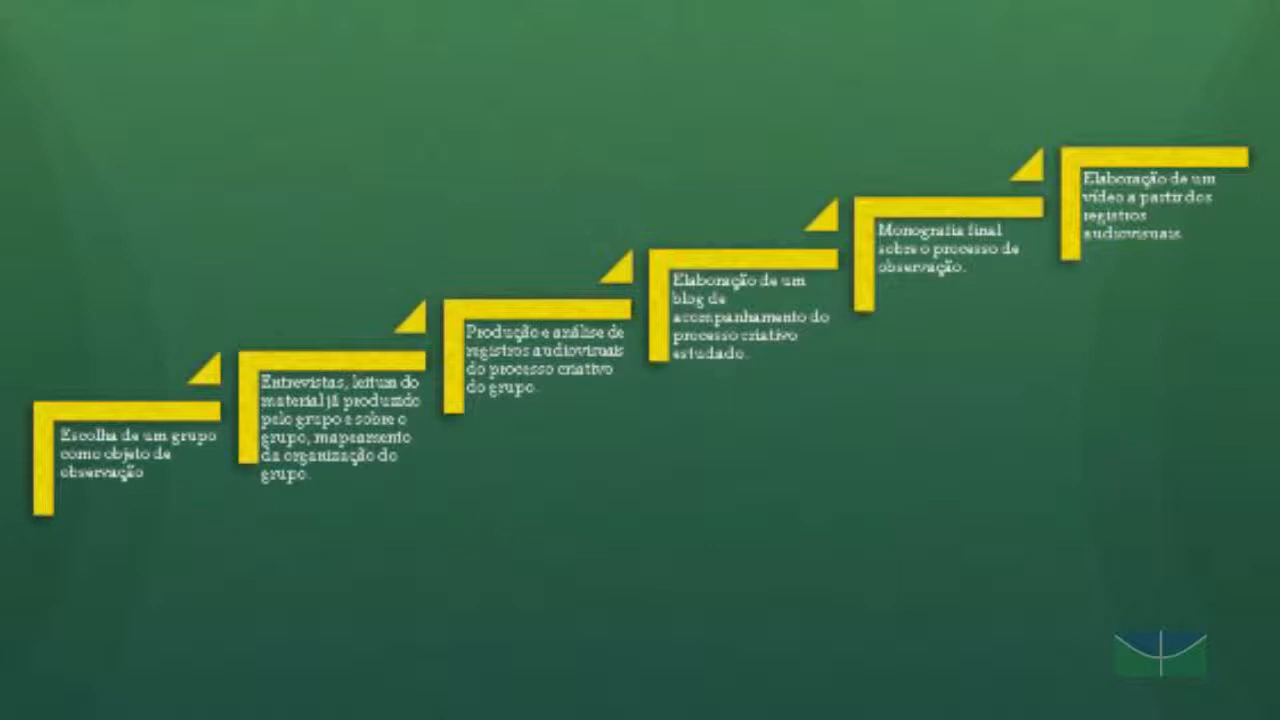 Escolha de um grupo
como objeto de
observação
Entrevistas, leitura do
material já produzido
pelo grupo e sobre o
grupo, mapeamento
da organização do
grupo.
Produção e análise de
registros audiovisuais
do processo criativo
do grupo.
Elaboração de um
blog de
acompanhamento do
processo criativo
estudado.
Monografia final
sobre o processo de
observação.
Elaboração de um
vídeo a partir dos
registros
audiovisuais.